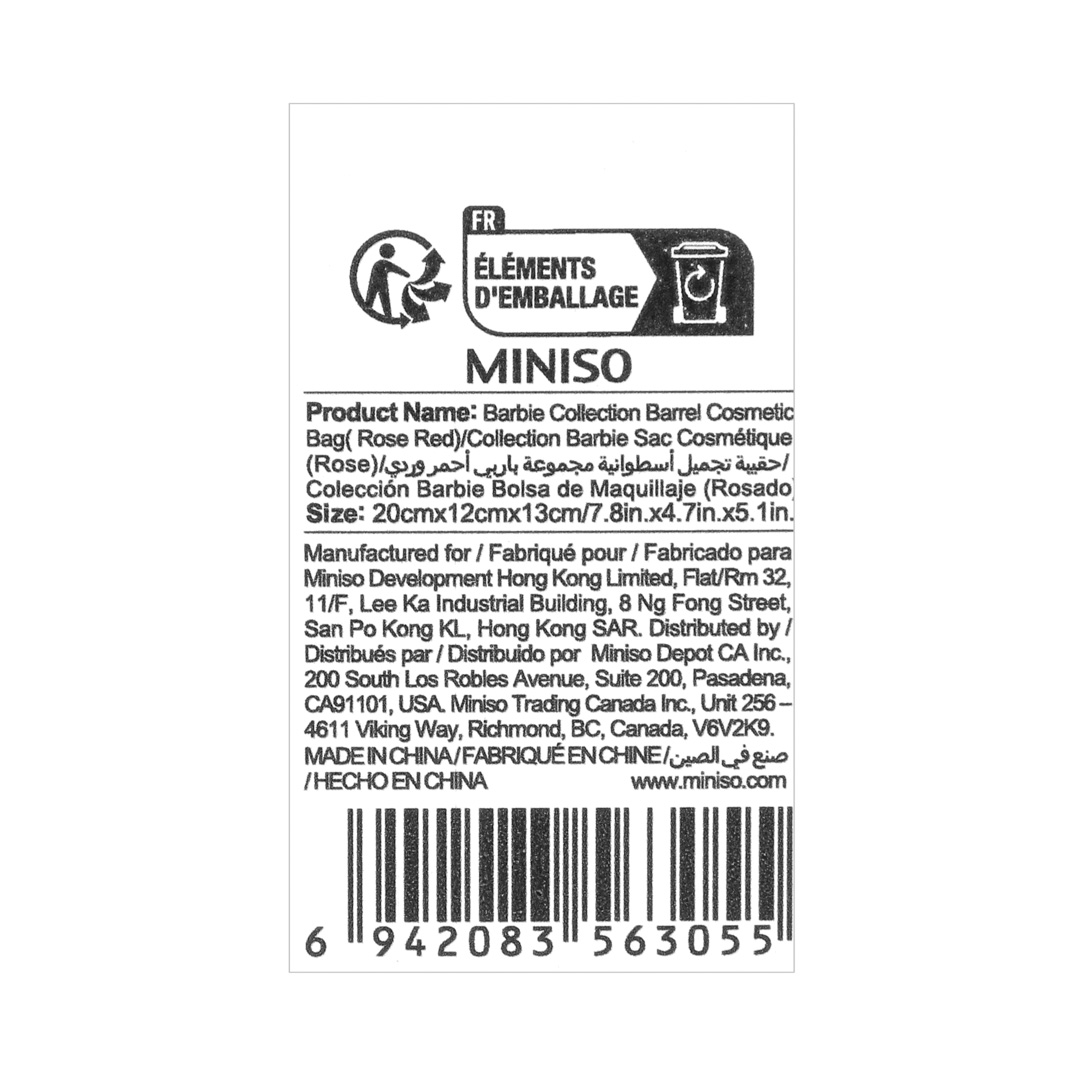 FR
ÉLÉMENTS
D'EMBALLAGE
MINISO
Product Name: Barbie Collection Barrel Cosmetic
Bag( Rose Red)/Collection Barbie Sac Cosmétique
(Rose)/حقيبة تجميل أسطوانية مجموعة باربي أحمر وردي/
Colección Barbie Bolsa de Maquillaje (Rosado)
Size: 20cmx12cmx13cm/7.8in.x4.7in.x5.1in.
Manufactured for / Fabriqué pour / Fabricado para
Miniso Development Hong Kong Limited, Flat/Rm 32,
11/F, Lee Ka Industrial Building, 8 Ng Fong Street,
San Po Kong KL, Hong Kong SAR. Distributed by /
Distribués par / Distribuido por Miniso Depot CA Inc.,
200 South Los Robles Avenue, Suite 200, Pasadena,
CA91101, USA. Miniso Trading Canada Inc., Unit 256 –
4611 Viking Way, Richmond, BC, Canada, V6V2K9.
MADE IN CHINA/FABRIQUÉ EN CHINE/صنع في الصين
/HECHO EN CHINA www.miniso.com
6 942083 563055